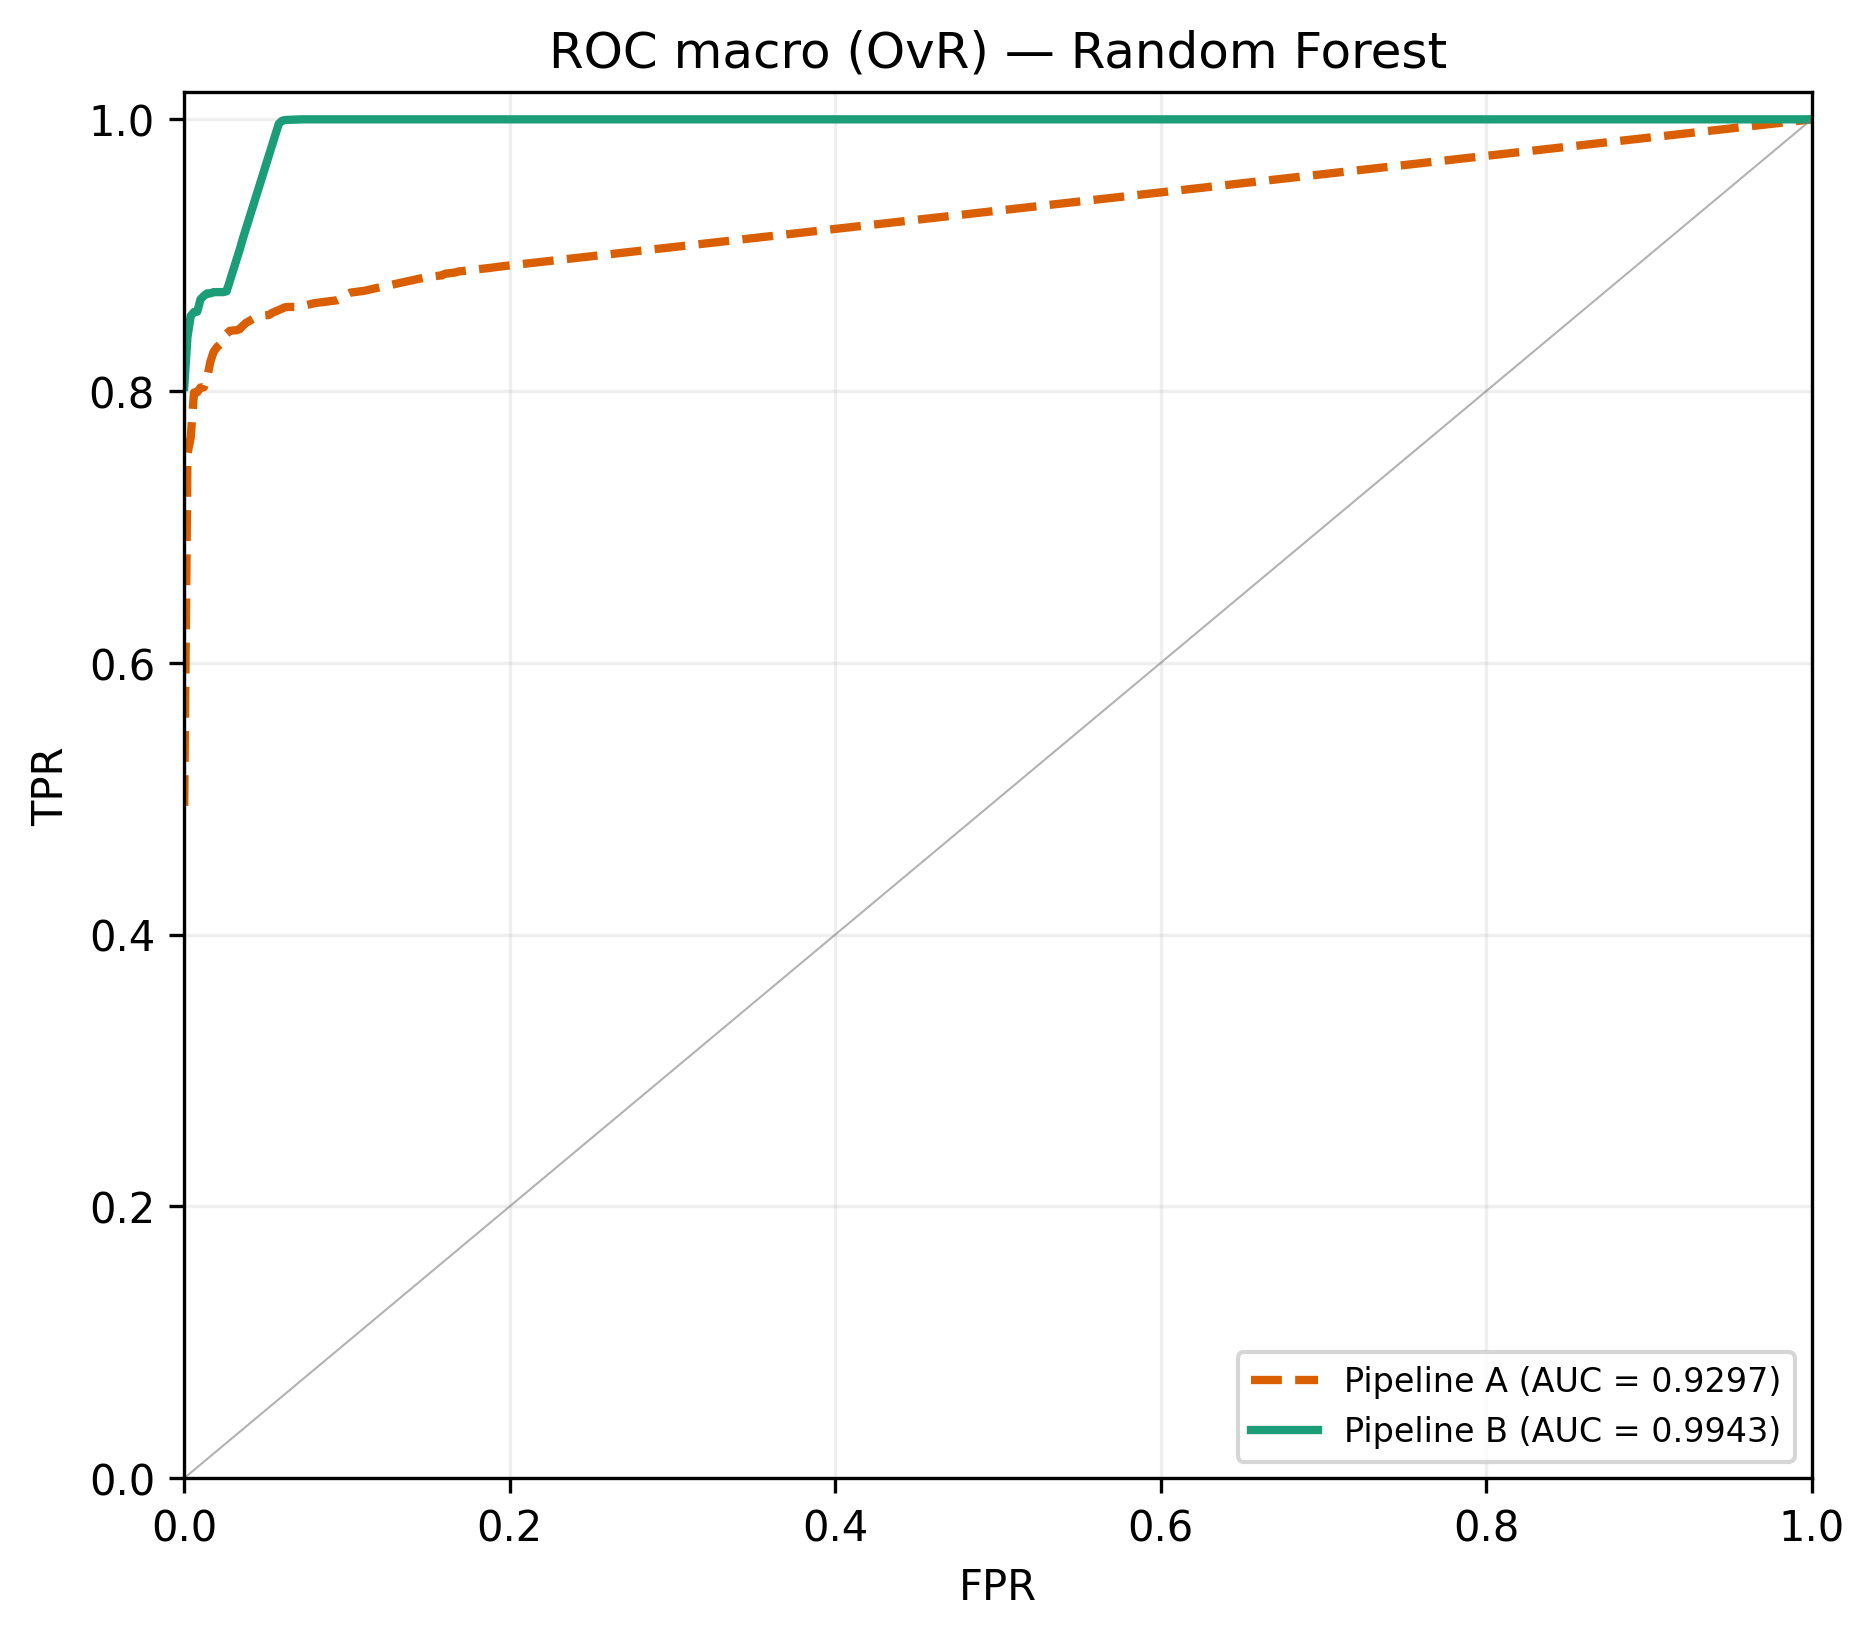 ROC macro (OvR) — Random Forest
1.0
0.8
0.6
0.4
0.2
0.0
TPR
0.0 0.2 0.4 0.6 0.8 1.0
FPR
Pipeline A (AUC = 0.9297)
Pipeline B (AUC = 0.9943)